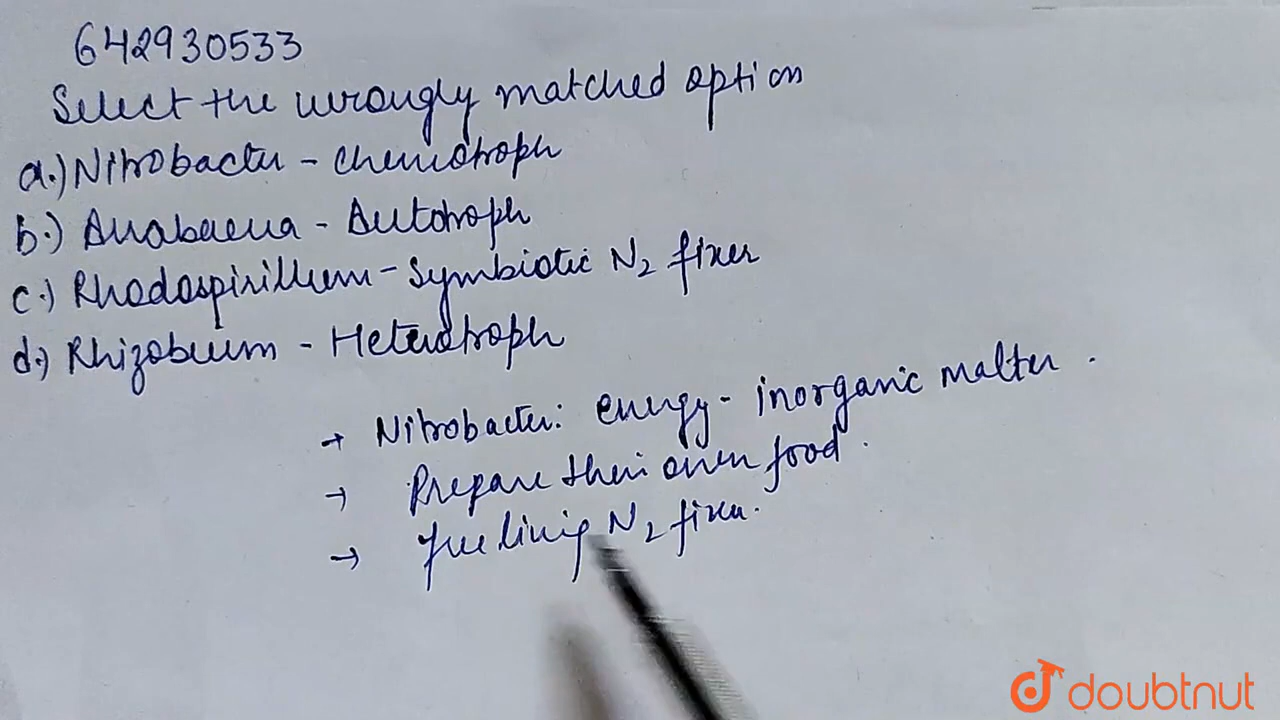 642930533
Select the wrongly matched option
a.) Nitrobacter - chemotroph
b.) Anabaena - Autotroph
c.) Rhodospirillum - Symbiotic N2 fixer
d.) Rhizobium - Heterotroph
→ Nitrobacter: energy - inorganic matter.
→ Prepare their own food.
→ free living N2 fixer.
doubtnut